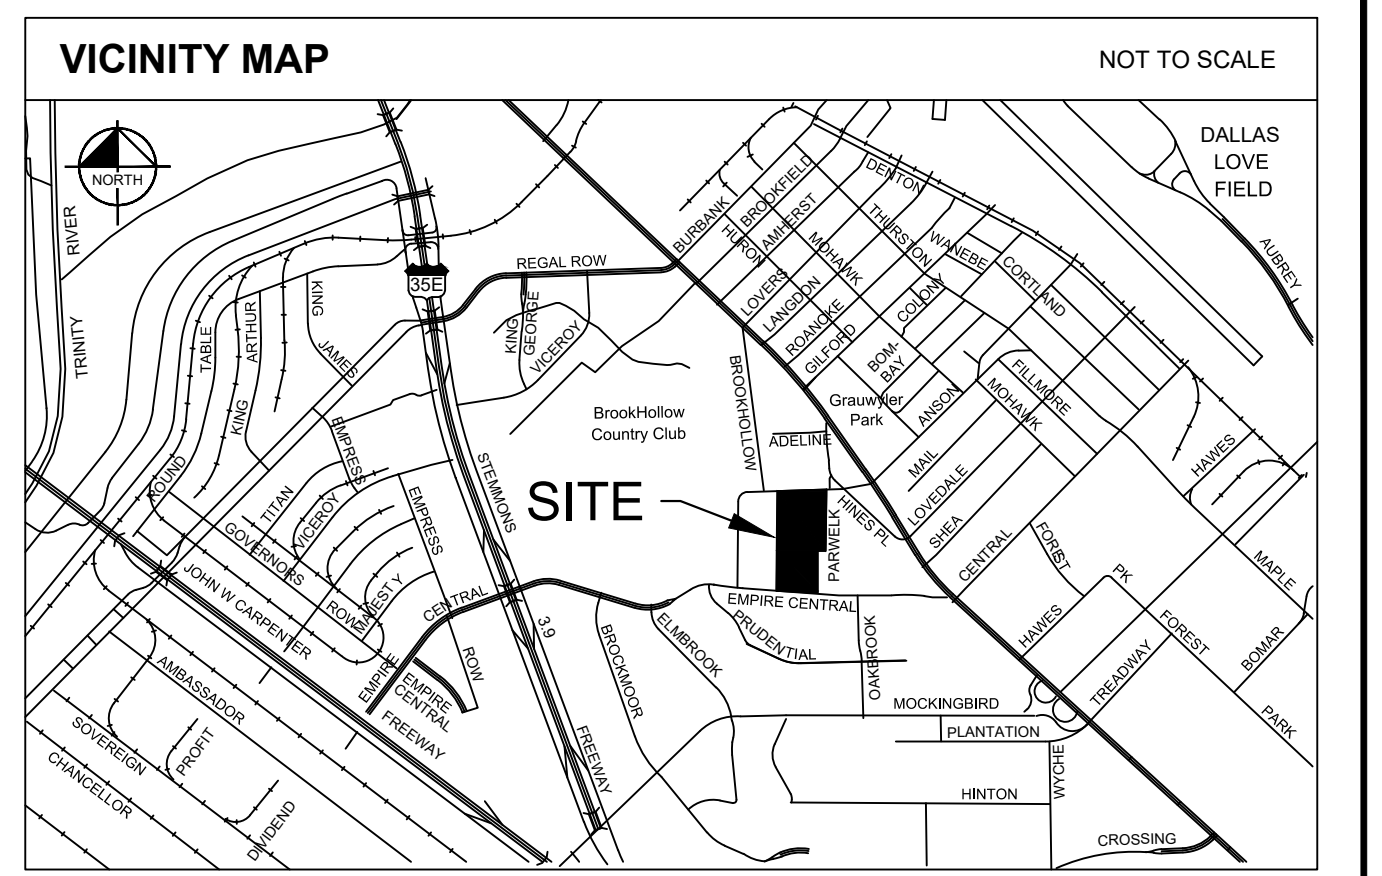 VICINITY MAP
NOT TO SCALE
NORTH
DALLAS
LOVE
FIELD
AUBREY
DENTON
BROOKFIELD
BURBANK
AMHERST
HURON
THURSTON
MOHAWK
WANEBE
CORTLAND
COLONY
LOVERS
LANGDON
ROANCKE
GILFORD
BOM-
BAY
ANSON
FILLMORE
MOHAWK
Grauwyler
Park
RIVER
TRINITY
REGAL ROW
35E
KING
JAMES
KING
GEORGE
VICEROY
TABLE
ARTHUR
KING
ROUND
BROOKHOLLOW
BrookHollow
Country Club
ADELINE
MAIL
LOVEDALE
SHEA
HAWES
EMPRESS
STEMMONS
TITAN
VICEROY
EMPRESS
GOVERNORS
ROW
MAJEST Y
SITE
PARWELK
HINES PL
CENTRAL
FOREST
PK
MAPLE
JOHN W CARPENTER
CENTRAL
EMPIRE CENTRAL
PRUDENTIAL
OAKBROOK
ELMBROOK
BROCKMOOR
3.9
ROW
HAWES
FOREST
BOMAR
TREADWAY
PARK
EMPIRE
EMPIRE
CENTRAL
FREEWAY
AMBASSADOR
SOVEREIGN
PROFIT
CHANCELLOR
DIVIDEND
FREEWAY
MOCKINGBIRD
PLANTATION
WYCHE
HINTON
CROSSING